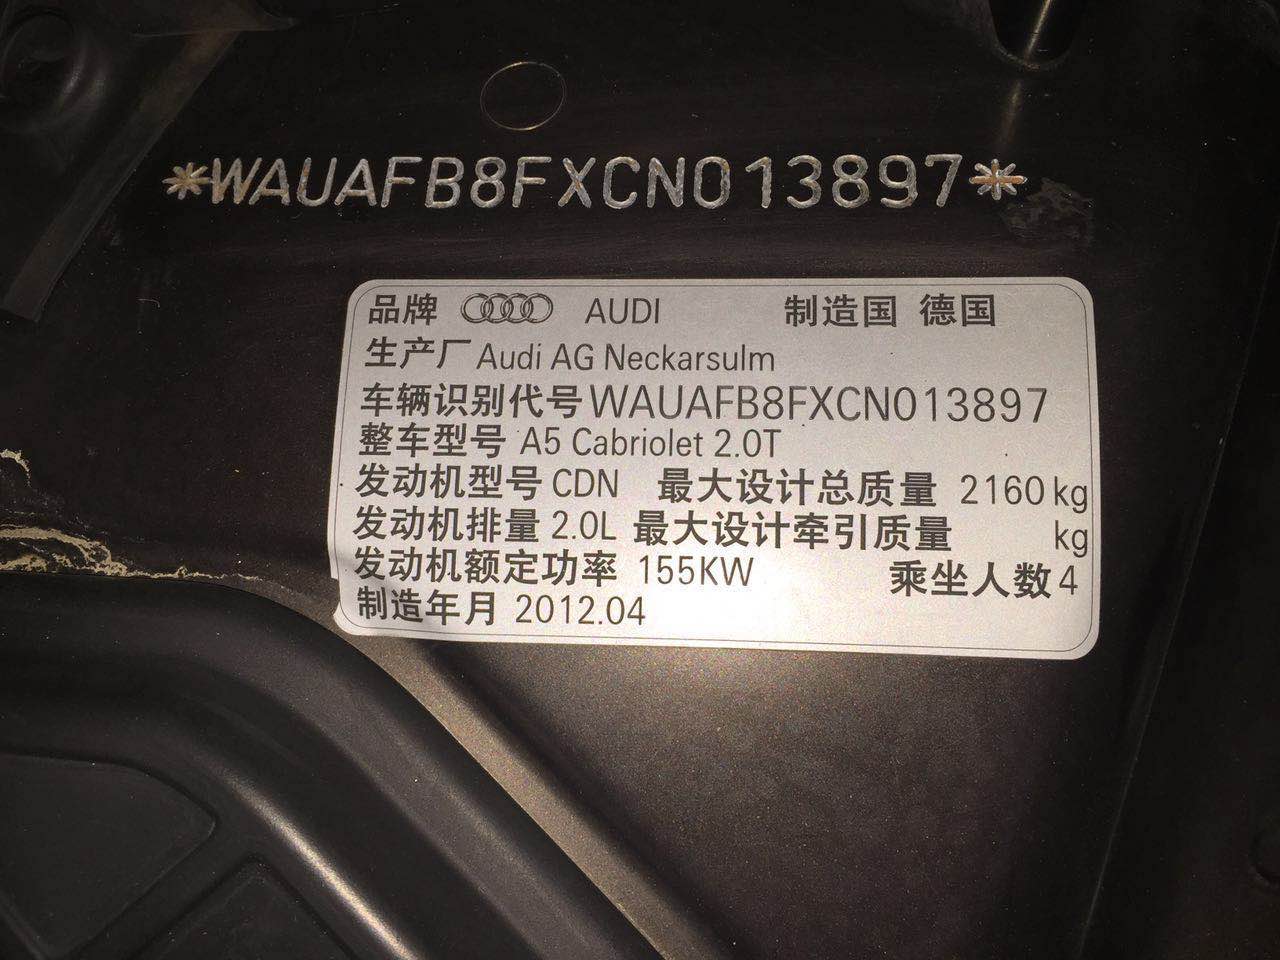 *WAUAFB8FXCN013897*
品牌 AUDI 制造国 德国
生产厂 Audi AG Neckarsulm
车辆识别代号 WAUAFB8FXCN013897
整车型号 A5 Cabriolet 2.0T
发动机型号 CDN 最大设计总质量 2160 kg
发动机排量 2.0L 最大设计牵引质量 kg
发动机额定功率 155KW 乘坐人数 4
制造年月 2012.04